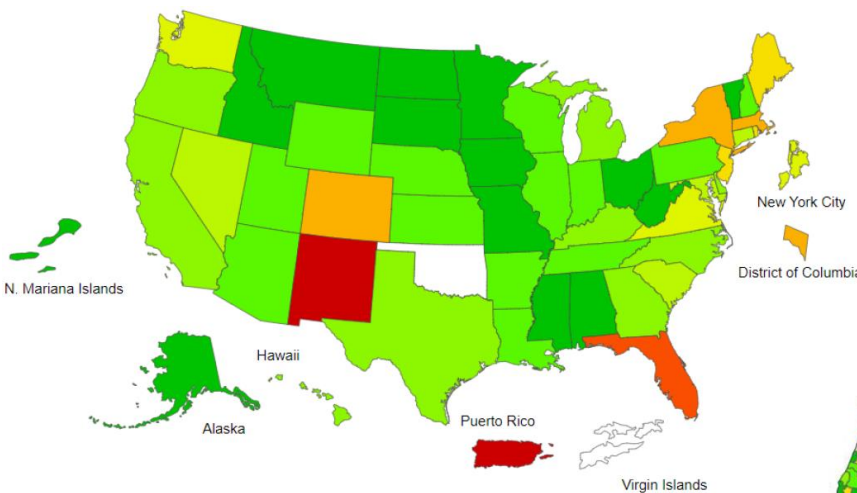 New York City
District of Columbia
N. Mariana Islands
Hawaii
Alaska
Puerto Rico
Virgin Islands